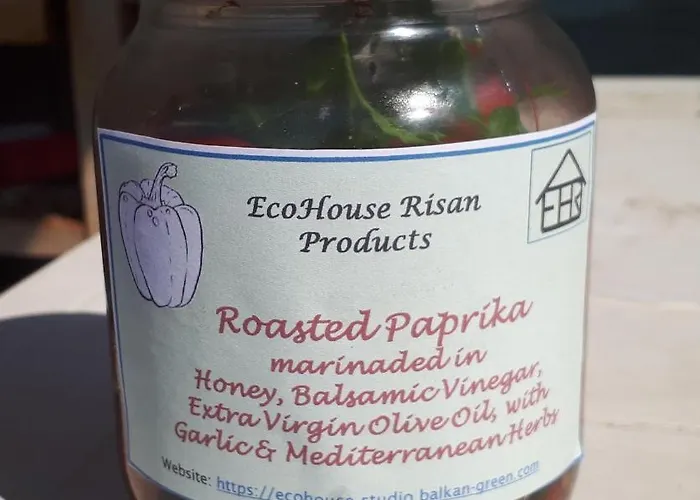 EcoHouse Risan
Products
EHR
Roasted Paprika
marinaded in
Honey, Balsamic Vinegar,
Extra Virgin Olive Oil, with
Garlic & Mediterranean Herbs
Website: https://ecohouse-studio.balkan-green.com